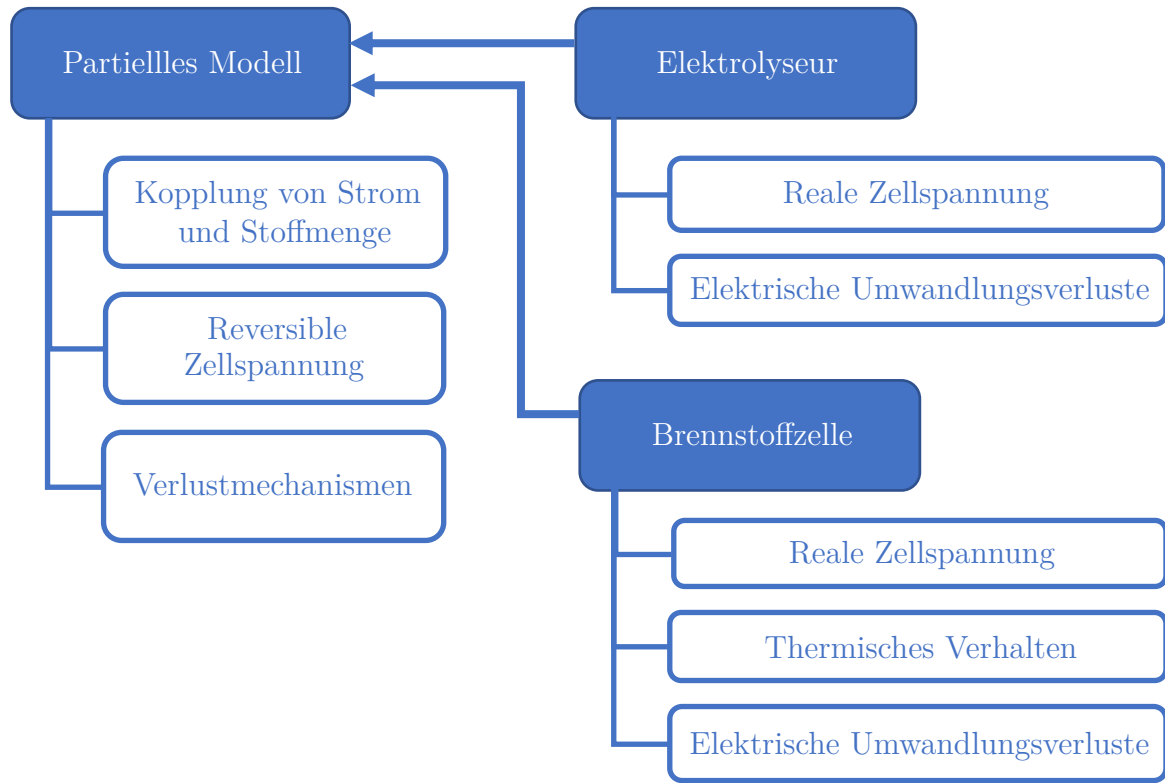 Partiellles Modell
Kopplung von Strom
und Stoffmenge
Reversible
Zellspannung
Verlustmechanismen
Elektrolyseur
Reale Zellspannung
Elektrische Umwandlungsverluste
Brennstoffzelle
Reale Zellspannung
Thermisches Verhalten
Elektrische Umwandlungsverluste